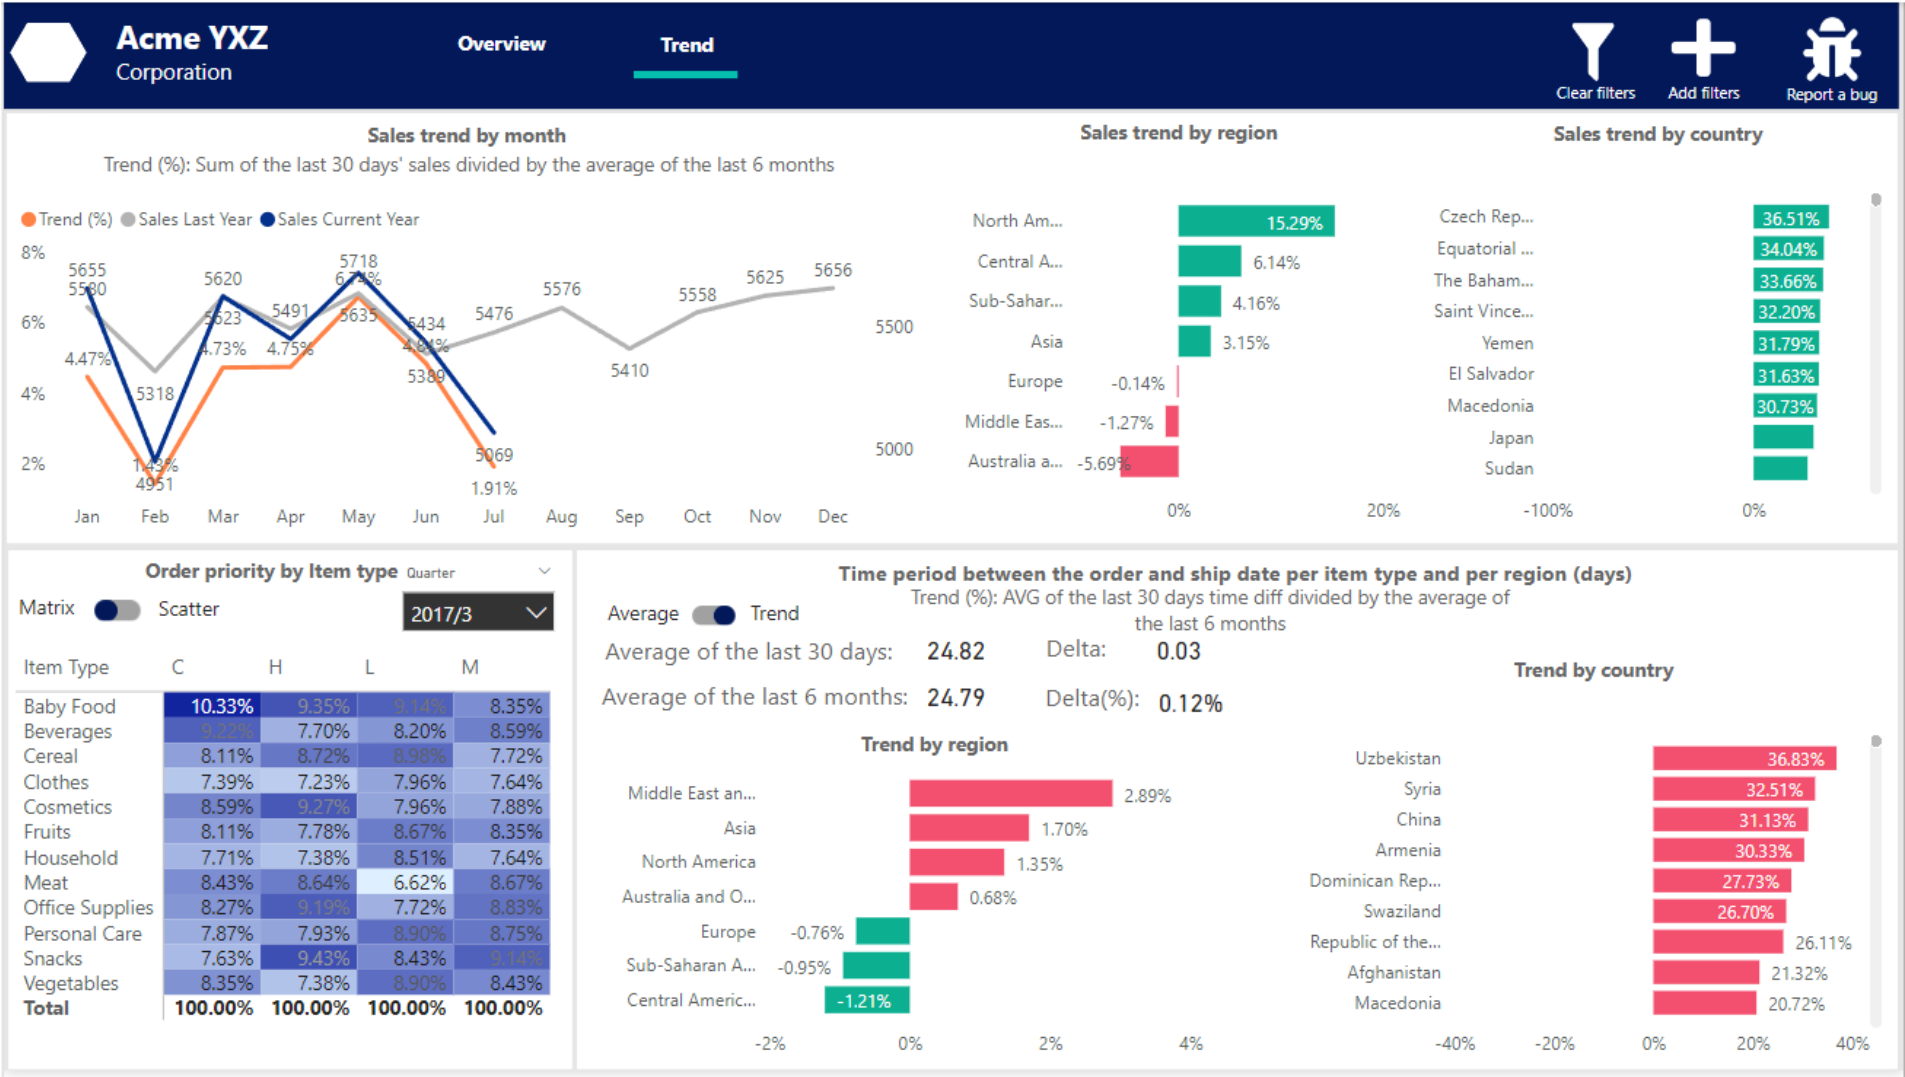 Acme YXZ
Corporation
Overview
Trend
Clear filters
Add filters
Report a bug
Sales trend by month
Trend (%): Sum of the last 30 days' sales divided by the average of the last 6 months
Trend (%) Sales Last Year Sales Current Year
8%
6%
4%
2%
5655
5580
4.47%
5318
1.43%
4951
5620
5623
4.73%
5491
4.75%
5718
6.74%
5635
5434
4.84%
5389
5476
5069
1.91%
5576
5410
5558
5625
5656
5500
5000
Jan Feb Mar Apr May Jun Jul Aug Sep Oct Nov Dec
Sales trend by region
North Am... 15.29%
Central A... 6.14%
Sub-Sahar... 4.16%
Asia 3.15%
Europe -0.14%
Middle Eas... -1.27%
Australia a... -5.69%
0% 20%
Sales trend by country
Czech Rep... 36.51%
Equatorial ... 34.04%
The Baham... 33.66%
Saint Vince... 32.20%
Yemen 31.79%
El Salvador 31.63%
Macedonia 30.73%
Japan
Sudan
-100% 0%
Order priority by Item type
Quarter
Matrix Scatter
2017/3
Item Type C H L M
Baby Food 10.33% 9.35% 9.14% 8.35%
Beverages 9.22% 7.70% 8.20% 8.59%
Cereal 8.11% 8.72% 8.98% 7.72%
Clothes 7.39% 7.23% 7.96% 7.64%
Cosmetics 8.59% 9.27% 7.96% 7.88%
Fruits 8.11% 7.78% 8.67% 8.35%
Household 7.71% 7.38% 8.51% 7.64%
Meat 8.43% 8.64% 6.62% 8.67%
Office Supplies 8.27% 9.19% 7.72% 8.83%
Personal Care 7.87% 7.93% 8.90% 8.75%
Snacks 7.63% 9.43% 8.43% 9.14%
Vegetables 8.35% 7.38% 8.90% 8.43%
Total 100.00% 100.00% 100.00% 100.00%
Time period between the order and ship date per item type and per region (days)
Trend (%): AVG of the last 30 days time diff divided by the average of
the last 6 months
Average Trend
Average of the last 30 days: 24.82 Delta: 0.03
Average of the last 6 months: 24.79 Delta(%): 0.12%
Trend by region
Middle East an... 2.89%
Asia 1.70%
North America 1.35%
Australia and O... 0.68%
Europe -0.76%
Sub-Saharan A... -0.95%
Central Americ... -1.21%
-2% 0% 2% 4%
Trend by country
Uzbekistan 36.83%
Syria 32.51%
China 31.13%
Armenia 30.33%
Dominican Rep... 27.73%
Swaziland 26.70%
Republic of the... 26.11%
Afghanistan 21.32%
Macedonia 20.72%
-40% -20% 0% 20% 40%